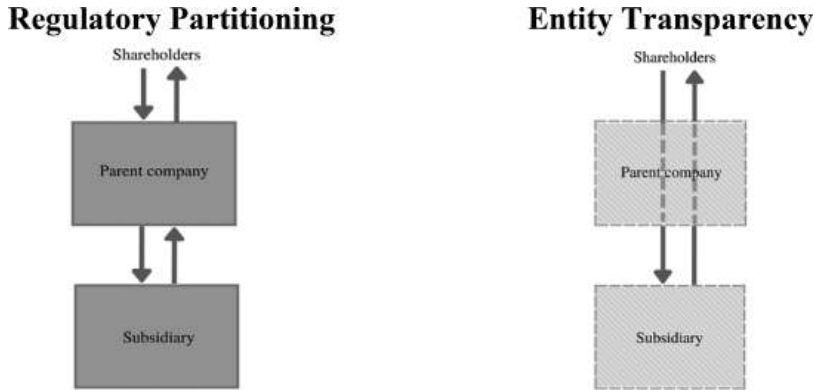 Regulatory Partitioning
Shareholders
Parent company
Subsidiary
Entity Transparency
Shareholders
Parent company
Subsidiary